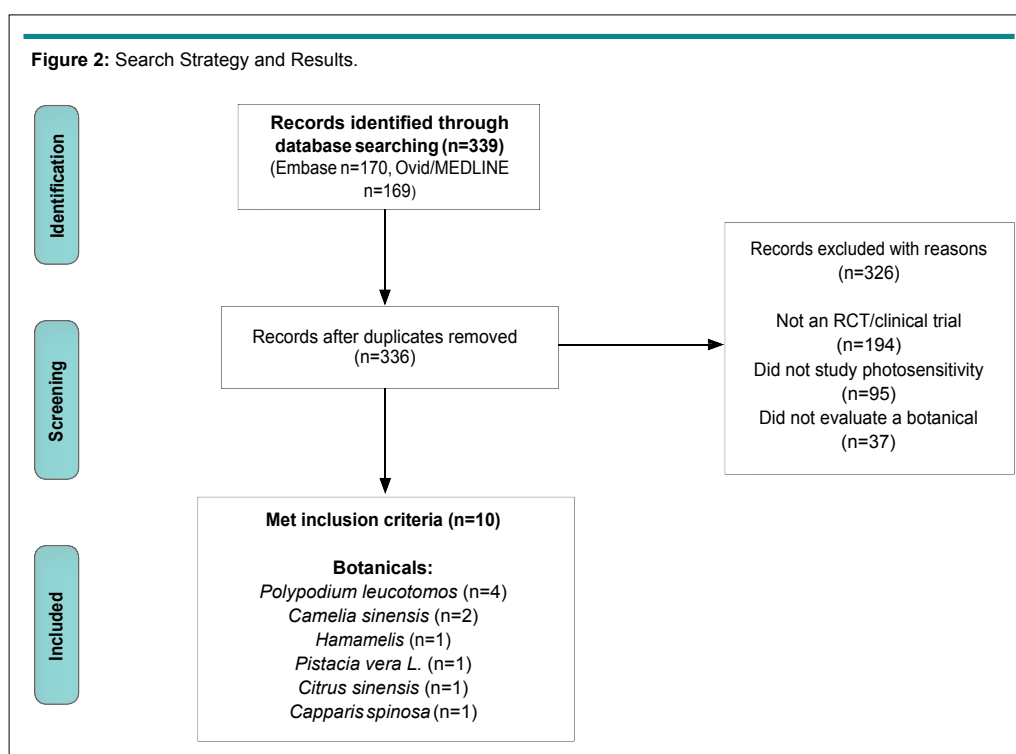 Figure 2: Search Strategy and Results.
Identification
Records identified through
database searching (n=339)
(Embase n=170, Ovid/MEDLINE
n=169)
Records excluded with reasons
(n=326)
Not an RCT/clinical trial
(n=194)
Did not study photosensitivity
(n=95)
Did not evaluate a botanical
(n=37)
Screening
Records after duplicates removed
(n=336)
Included
Met inclusion criteria (n=10)
Botanicals:
Polypodium leucotomos (n=4)
Camelia sinensis (n=2)
Hamamelis (n=1)
Pistacia vera L. (n=1)
Citrus sinensis (n=1)
Capparis spinosa (n=1)